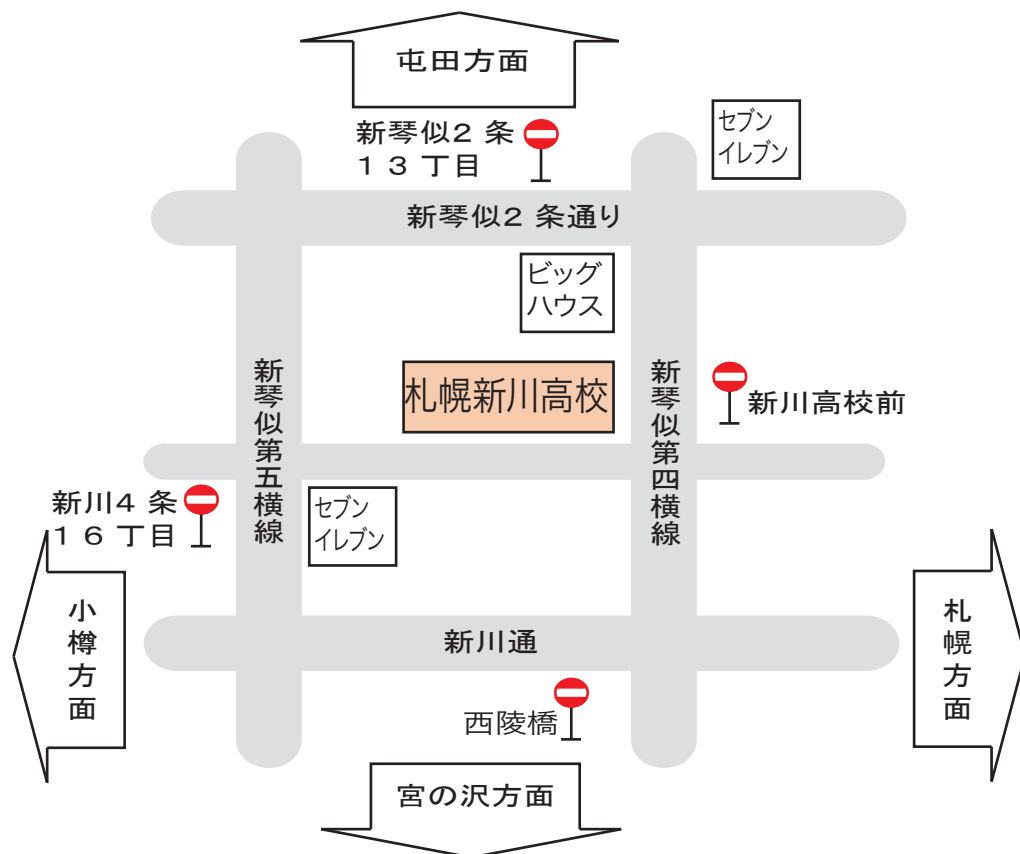 屯田方面
新琴似2 条
1 3 丁目
セブン
イレブン
新琴似2 条通り
ビッグ
ハウス
新琴似第五横線
札幌新川高校
新琴似第四横線
新川高校前
新川4 条
1 6 丁目
セブン
イレブン
小樽方面
新川通
札幌方面
西陵橋
宮の沢方面